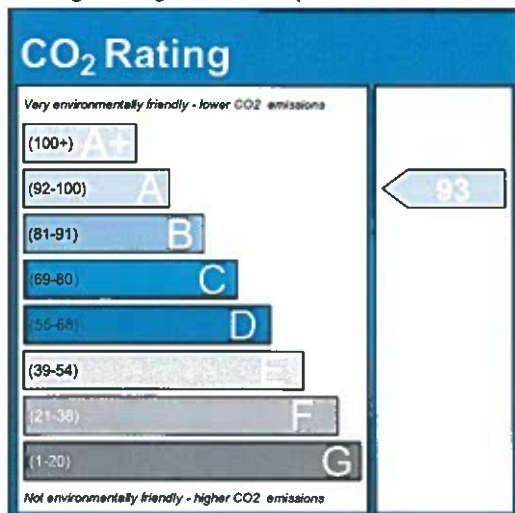 CO₂ Rating
Very environmentally friendly - lower CO2 emissions
(100+) A+
(92-100) A
93
(81-91) B
(69-80) C
(55-68) D
(39-54) E
(21-38) F
(1-20) G
Not environmentally friendly - higher CO2 emissions